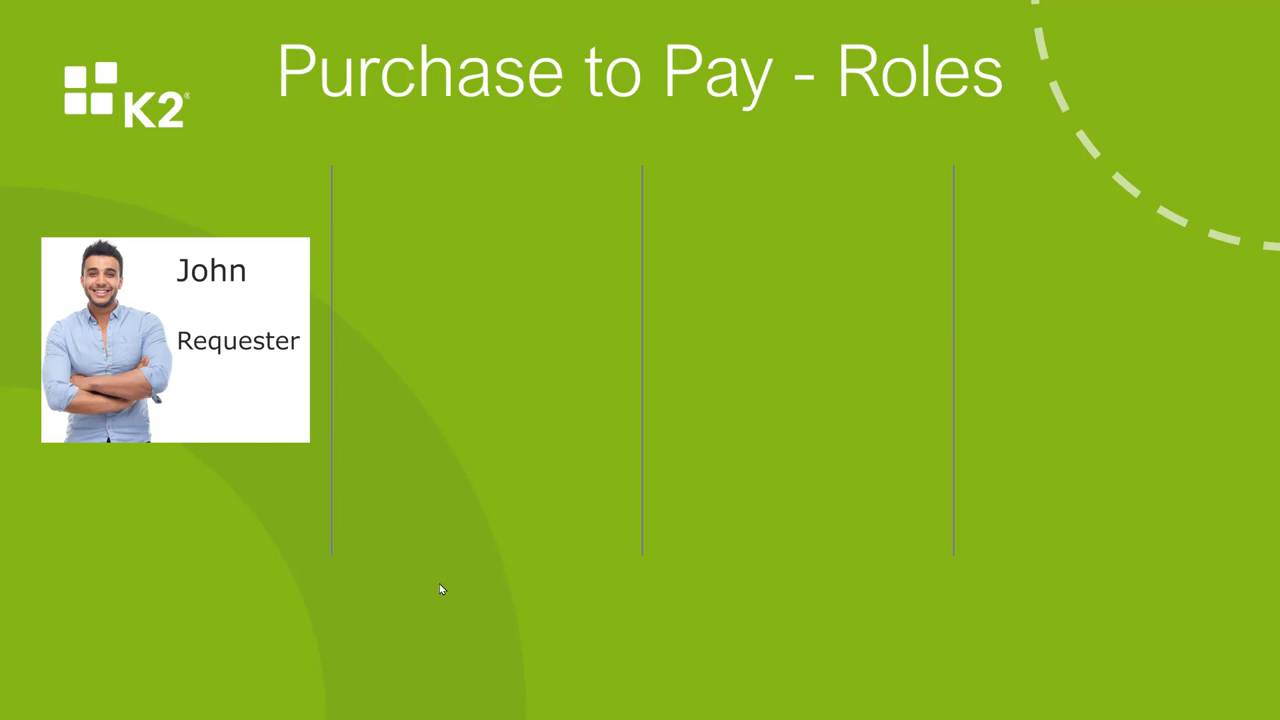 Purchase to Pay - Roles
K2®
John
Requester